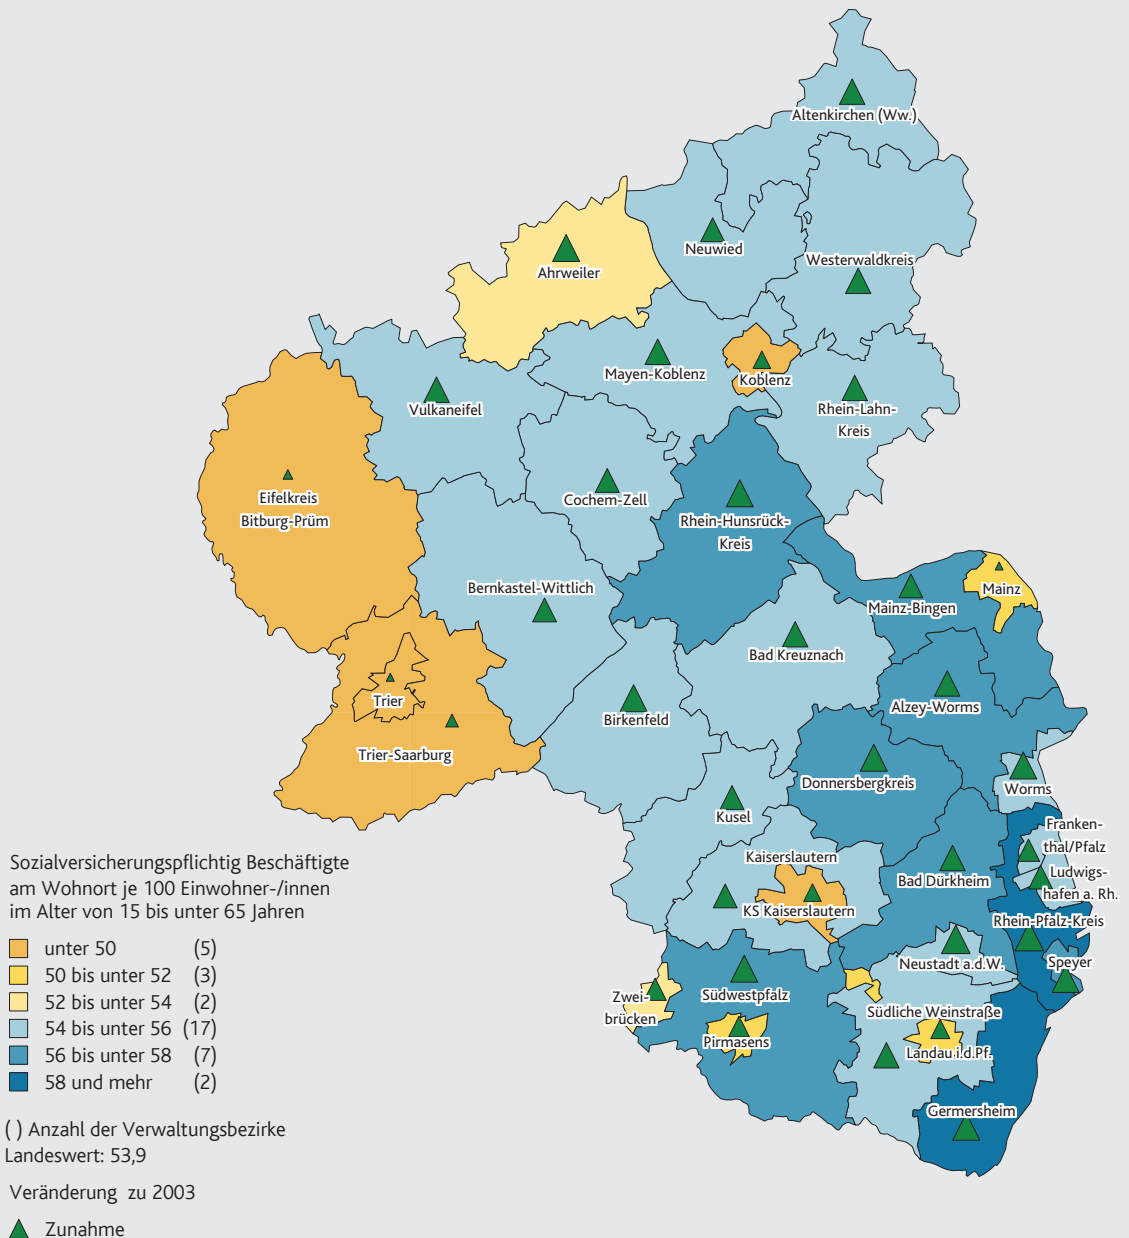 Altenkirchen (Ww.)
Neuwied
Westerwaldkreis
Ahrweiler
Mayen-Koblenz
Koblenz
Vulkaneifel
Rhein-Lahn-
Kreis
Eifelkreis
Bitburg-Prüm
Cochem-Zell
Rhein-Hunsrück-
Kreis
Bernkastel-Wittlich
Mainz
Mainz-Bingen
Bad Kreuznach
Trier
Birkenfeld
Alzey-Worms
Trier-Saarburg
Donnersbergkreis
Worms
Kusel
Franken-
thal/Pfalz
Kaiserslautern
Ludwigs-
hafen a. Rh.
Bad Dürkheim
KS Kaiserslautern
Rhein-Pfalz-Kreis
Neustadt a.d.W.
Speyer
Zwei-
brücken
Südwestpfalz
Südliche Weinstraße
Pirmasens
Landau i.d.Pf.
Germersheim
Sozialversicherungspflichtig Beschäftigte
am Wohnort je 100 Einwohner-/innen
im Alter von 15 bis unter 65 Jahren
unter 50 (5)
50 bis unter 52 (3)
52 bis unter 54 (2)
54 bis unter 56 (17)
56 bis unter 58 (7)
58 und mehr (2)
( ) Anzahl der Verwaltungsbezirke
Landeswert: 53,9
Veränderung zu 2003
Zunahme